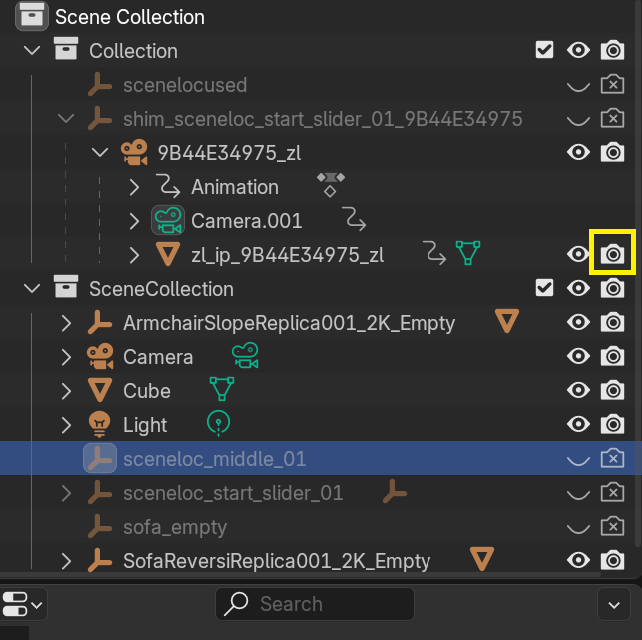 Scene Collection
Collection
scenelocused
shim_sceneloc_start_slider_01_9B44E34975
9B44E34975_zl
Animation
Camera.001
zl_ip_9B44E34975_zl
SceneCollection
ArmchairSlopeReplica001_2K_Empty
Camera
Cube
Light
sceneloc_middle_01
sceneloc_start_slider_01
sofa_empty
SofaReversiReplica001_2K_Empty
Search